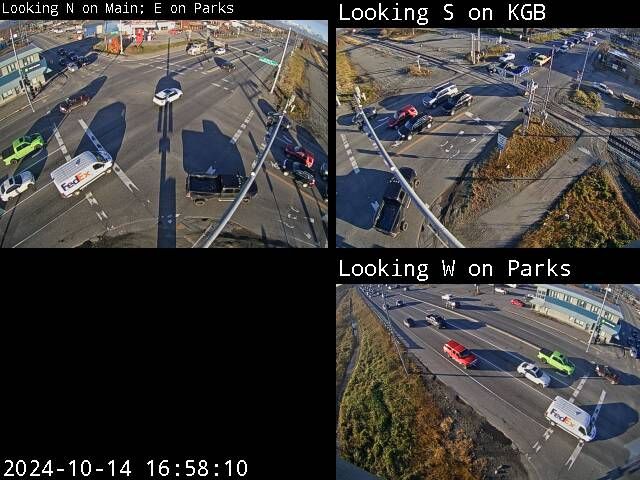 Looking N on Main; E on Parks
Looking S on KGB
FedEx
Looking W on Parks
FedEx
2024-10-14 16:58:10